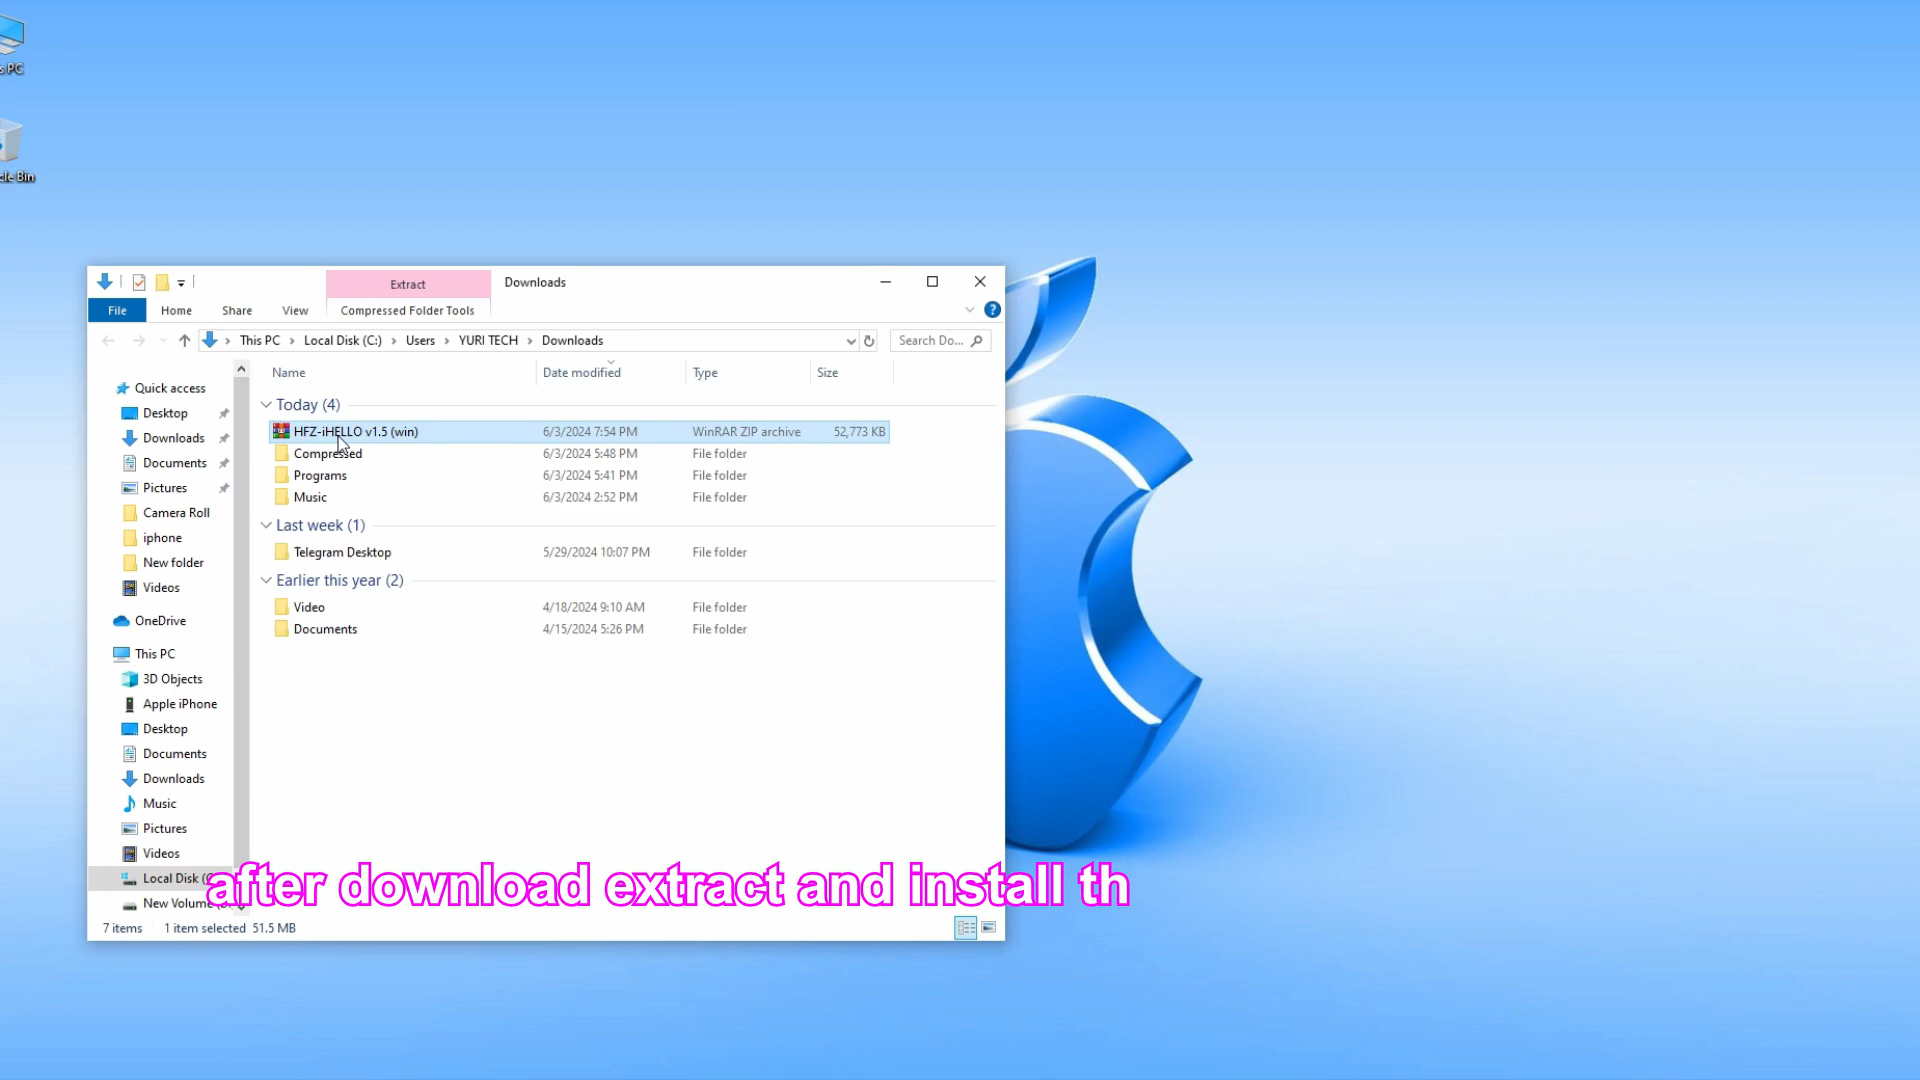 s PC
cle Bin
Extract
Downloads
File
Home
Share
View
Compressed Folder Tools
This PC > Local Disk (C:) > Users > YURI TECH > Downloads
Search Do...
Name
Date modified
Type
Size
Quick access
Desktop
Downloads
Documents
Pictures
Camera Roll
iphone
New folder
Videos
OneDrive
This PC
3D Objects
Apple iPhone
Desktop
Documents
Downloads
Music
Pictures
Videos
Local Disk (
New Volume (
Today (4)
HFZ-iHELLO v1.5 (win) 6/3/2024 7:54 PM WinRAR ZIP archive 52,773 KB
Compressed 6/3/2024 5:48 PM File folder
Programs 6/3/2024 5:41 PM File folder
Music 6/3/2024 2:52 PM File folder
Last week (1)
Telegram Desktop 5/29/2024 10:07 PM File folder
Earlier this year (2)
Video 4/18/2024 9:10 AM File folder
Documents 4/15/2024 5:26 PM File folder
after download extract and install th
7 items 1 item selected 51.5 MB